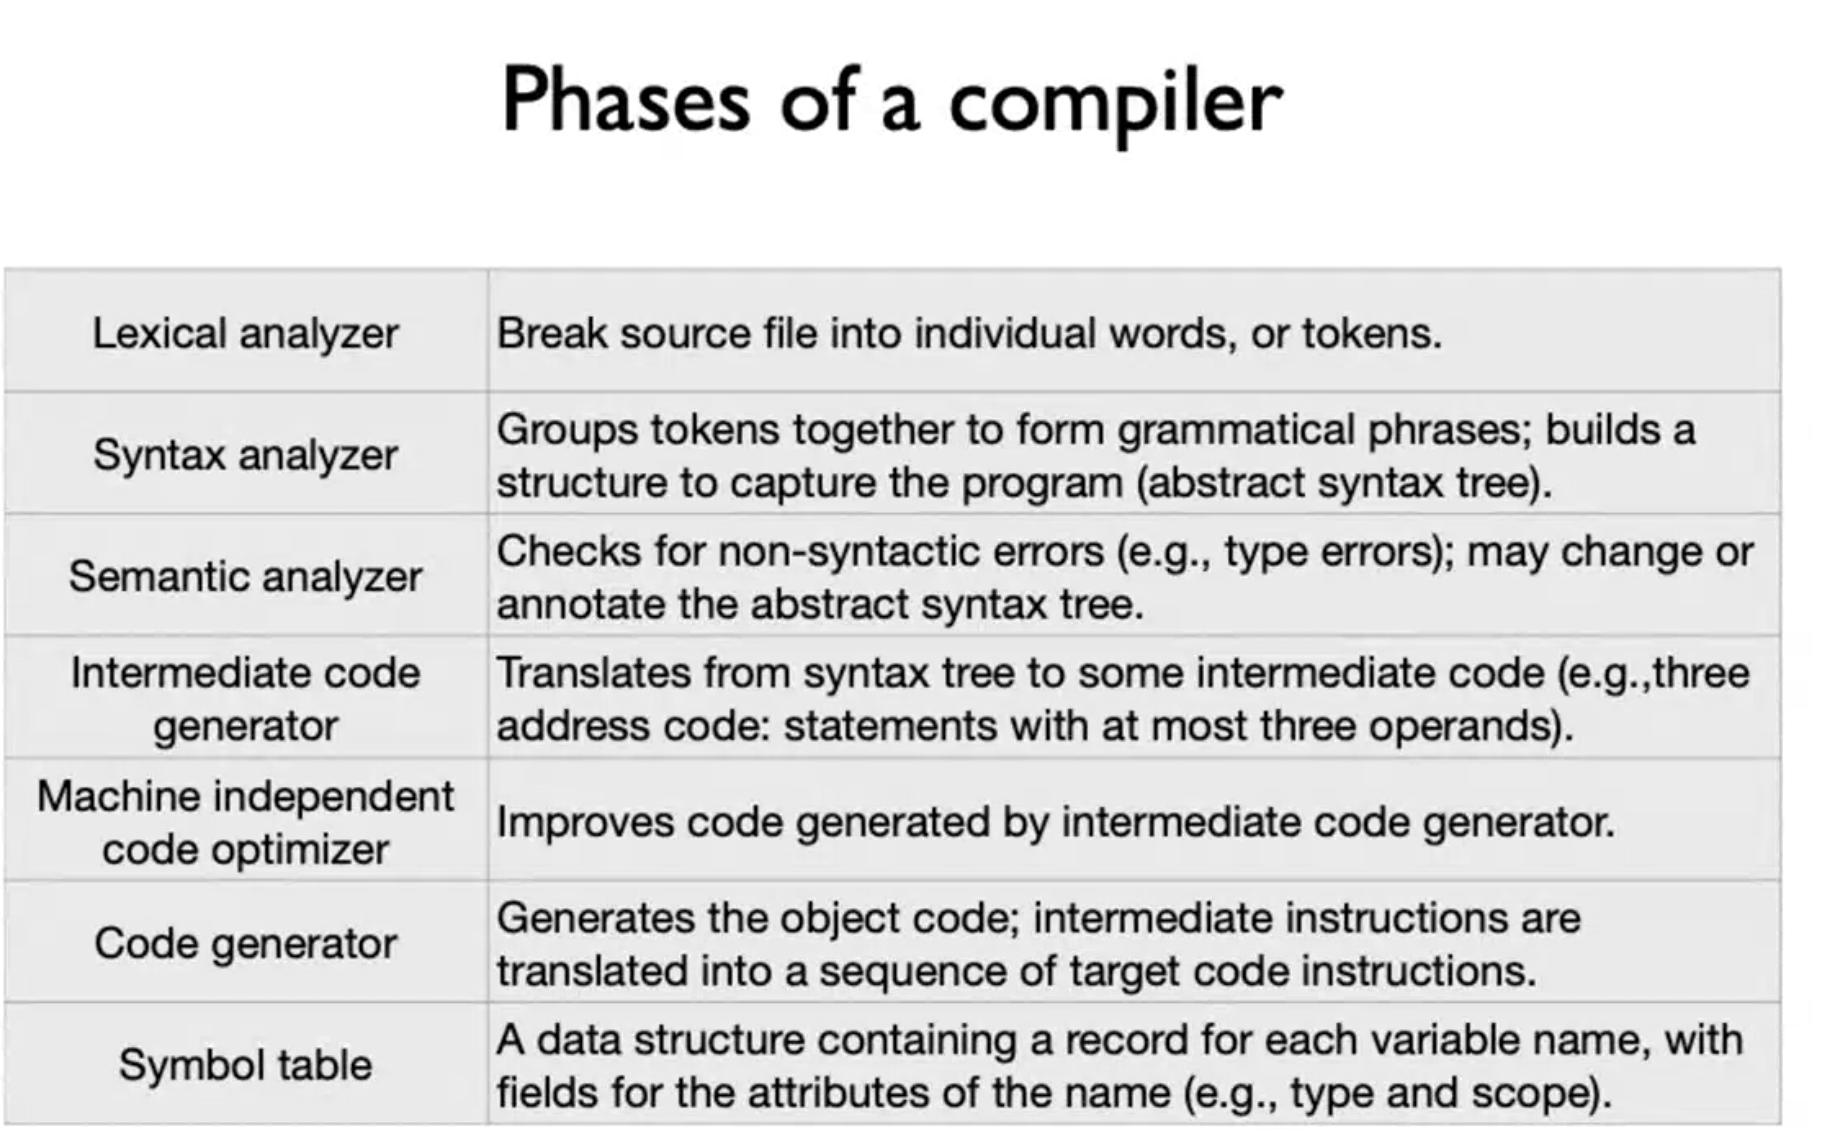 Phases of a compiler
Lexical analyzer
Break source file into individual words, or tokens.
Syntax analyzer
Groups tokens together to form grammatical phrases; builds a
structure to capture the program (abstract syntax tree).
Semantic analyzer
Checks for non-syntactic errors (e.g., type errors); may change or
annotate the abstract syntax tree.
Intermediate code
generator
Translates from syntax tree to some intermediate code (e.g.,three
address code: statements with at most three operands).
Machine independent
code optimizer
Improves code generated by intermediate code generator.
Code generator
Generates the object code; intermediate instructions are
translated into a sequence of target code instructions.
Symbol table
A data structure containing a record for each variable name, with
fields for the attributes of the name (e.g., type and scope).